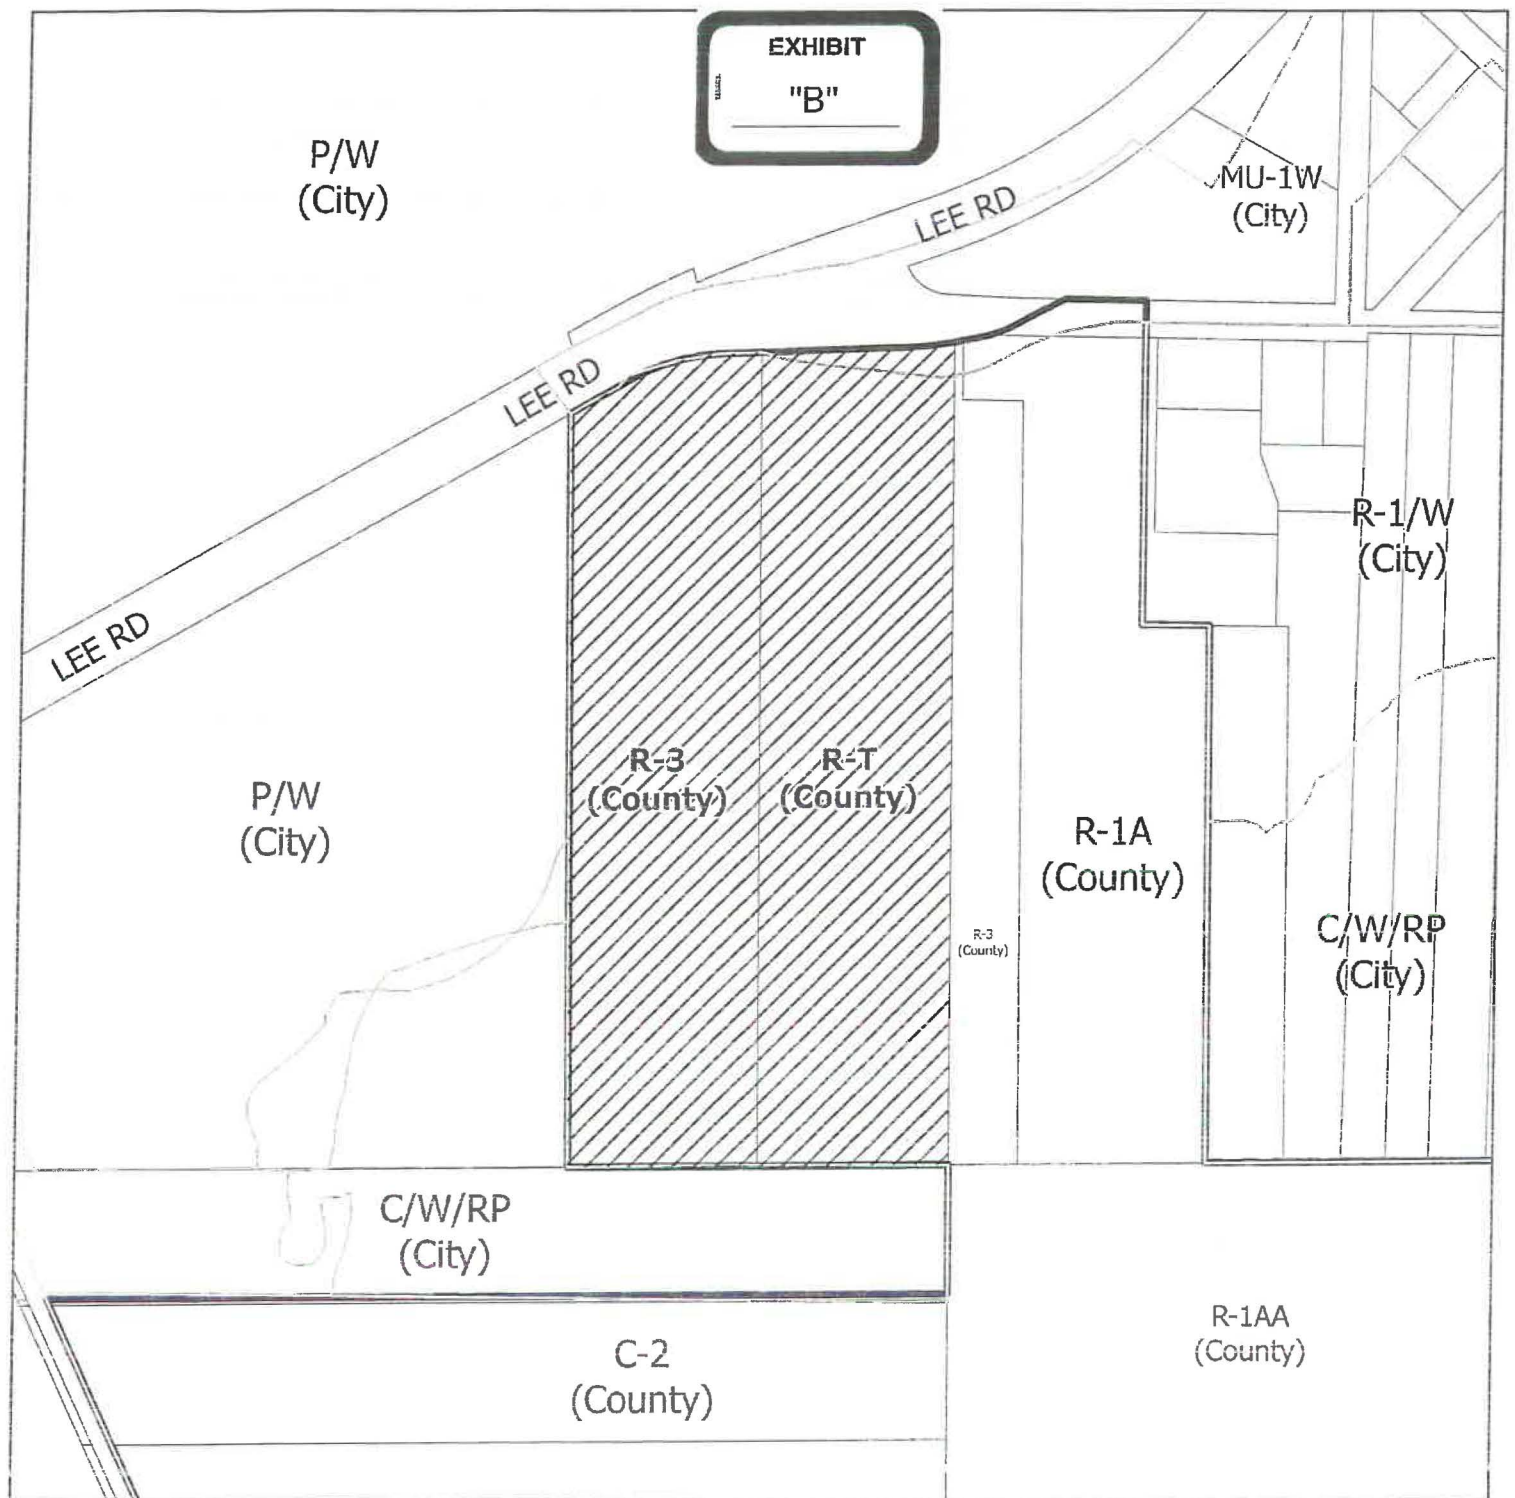 EXHIBIT
"B"
P/W
(City)
MU-1W
(City)
LEE RD
LEE RD
LEE RD
R-1/W
(City)
R-3
(County)
R-T
(County)
P/W
(City)
R-1A
(County)
R-3
(County)
C/W/RP
(City)
C/W/RP
(City)
R-1AA
(County)
C-2
(County)